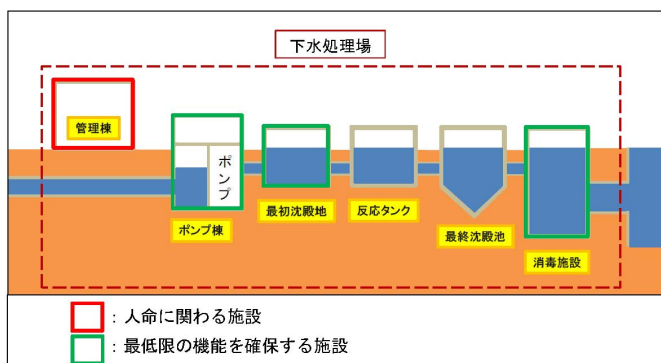 下水処理場
管理棟
ポンプ
ポンプ棟
最初沈殿地
反応タンク
最終沈殿池
消毒施設
：人命に関わる施設
：最低限の機能を確保する施設